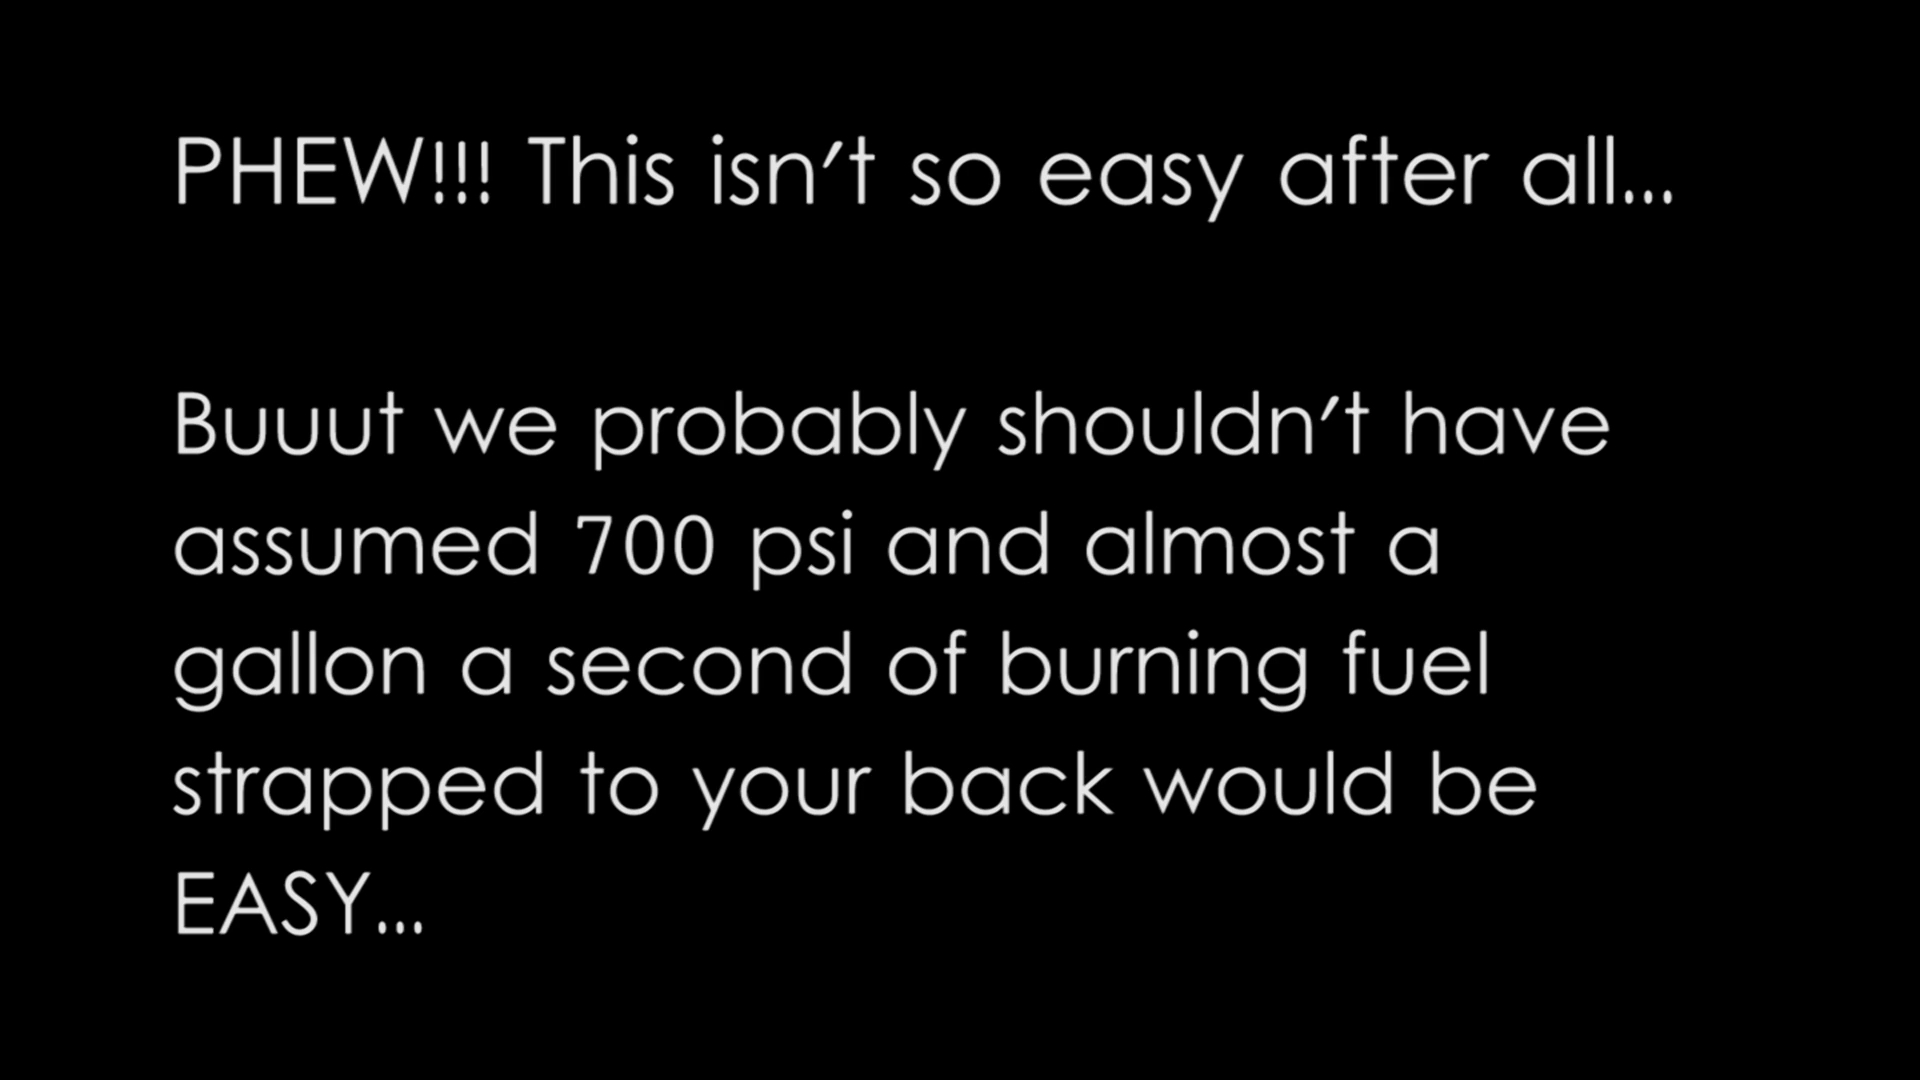 PHEW!!! This isn't so easy after all...
Buuut we probably shouldn't have
assumed 700 psi and almost a
gallon a second of burning fuel
strapped to your back would be
EASY...